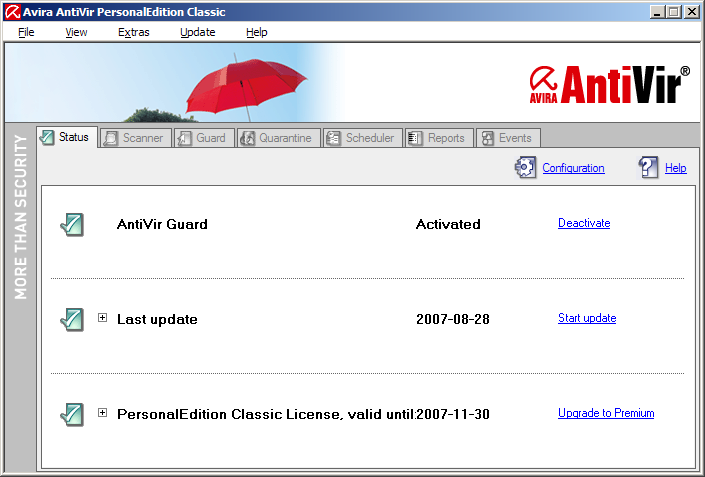 Avira AntiVir PersonalEdition Classic
File View Extras Update Help
AVIRA AntiVir®
MORE THAN SECURITY
Status Scanner Guard Quarantine Scheduler Reports Events
Configuration Help
AntiVir Guard Activated Deactivate
Last update 2007-08-28 Start update
PersonalEdition Classic License, valid until:2007-11-30 Upgrade to Premium